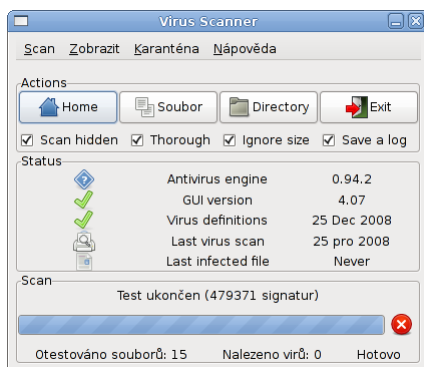 Virus Scanner
Scan Zobrazit Karanténa Nápověda
Actions
Home Soubor Directory Exit
Scan hidden Thorough Ignore size Save a log
Status
Antivirus engine 0.94.2
GUI version 4.07
Virus definitions 25 Dec 2008
Last virus scan 25 pro 2008
Last infected file Never
Scan
Test ukončen (479371 signatur)
Otestováno souborů: 15 Nalezeno virů: 0 Hotovo